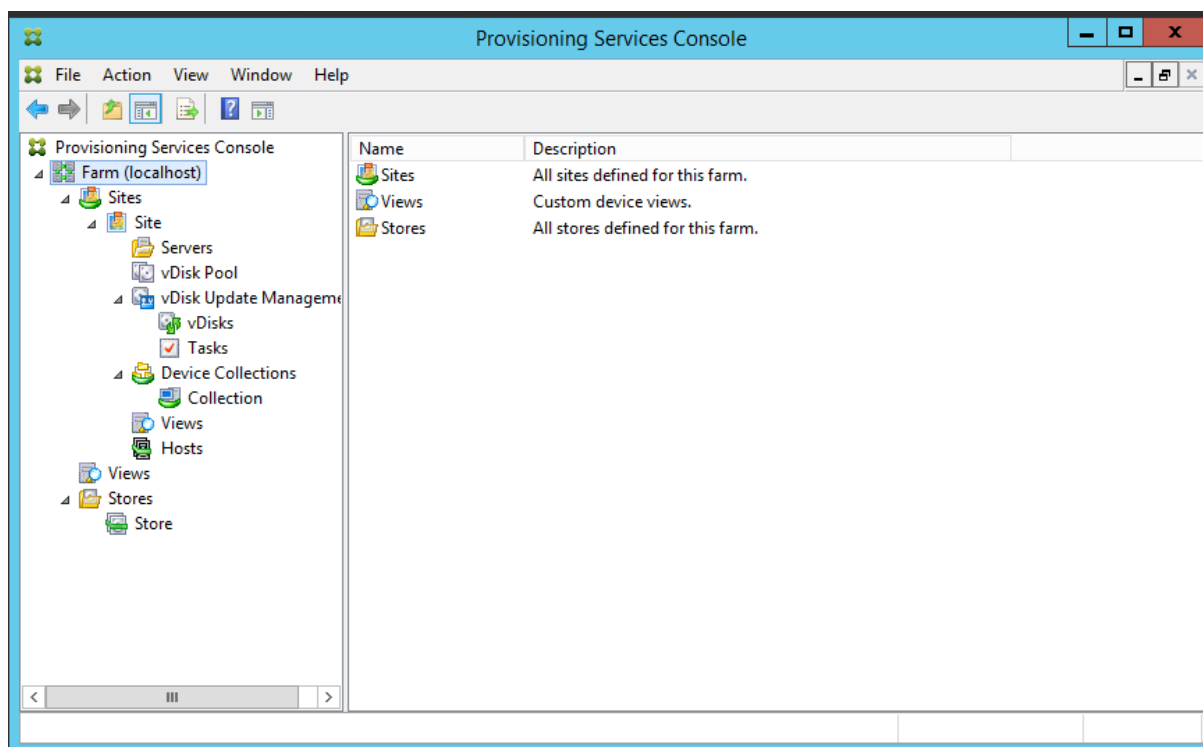 Provisioning Services Console
File Action View Window Help
Provisioning Services Console
Farm (localhost)
Sites
Site
Servers
vDisk Pool
vDisk Update Manageme
vDisks
Tasks
Device Collections
Collection
Views
Hosts
Views
Stores
Store
Name Description
Sites All sites defined for this farm.
Views Custom device views.
Stores All stores defined for this farm.